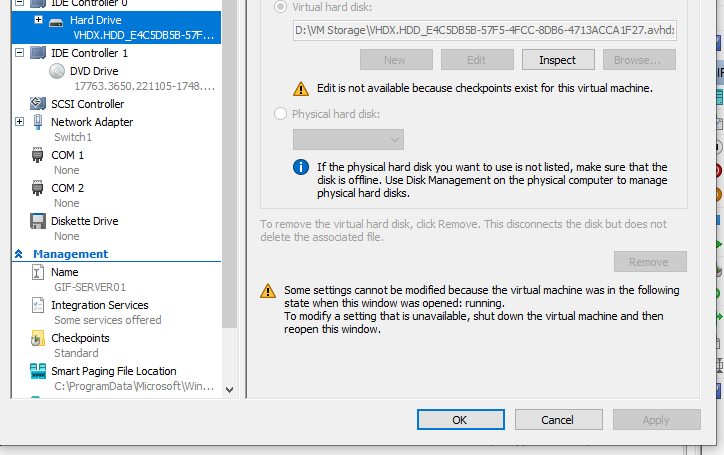 IDE Controller 0
Hard Drive
VHDX.HDD_E4C5DB5B-57F...
IDE Controller 1
DVD Drive
17763.3650.221105-1748....
SCSI Controller
Network Adapter
Switch1
COM 1
None
COM 2
None
Diskette Drive
None
Management
Name
GIF-SERVER01
Integration Services
Some services offered
Checkpoints
Standard
Smart Paging File Location
C:\ProgramData\Microsoft\Win...
Virtual hard disk:
D:\VM Storage\VHDX.HDD_E4C5DB5B-57F5-4FCC-8DB6-4713ACCA1F27.avhdx
New
Edit
Inspect
Browse...
Edit is not available because checkpoints exist for this virtual machine.
Physical hard disk:
If the physical hard disk you want to use is not listed, make sure that the
disk is offline. Use Disk Management on the physical computer to manage
physical hard disks.
To remove the virtual hard disk, click Remove. This disconnects the disk but does not
delete the associated file.
Remove
Some settings cannot be modified because the virtual machine was in the following
state when this window was opened: running.
To modify a setting that is unavailable, shut down the virtual machine and then
reopen this window.
OK
Cancel
Apply